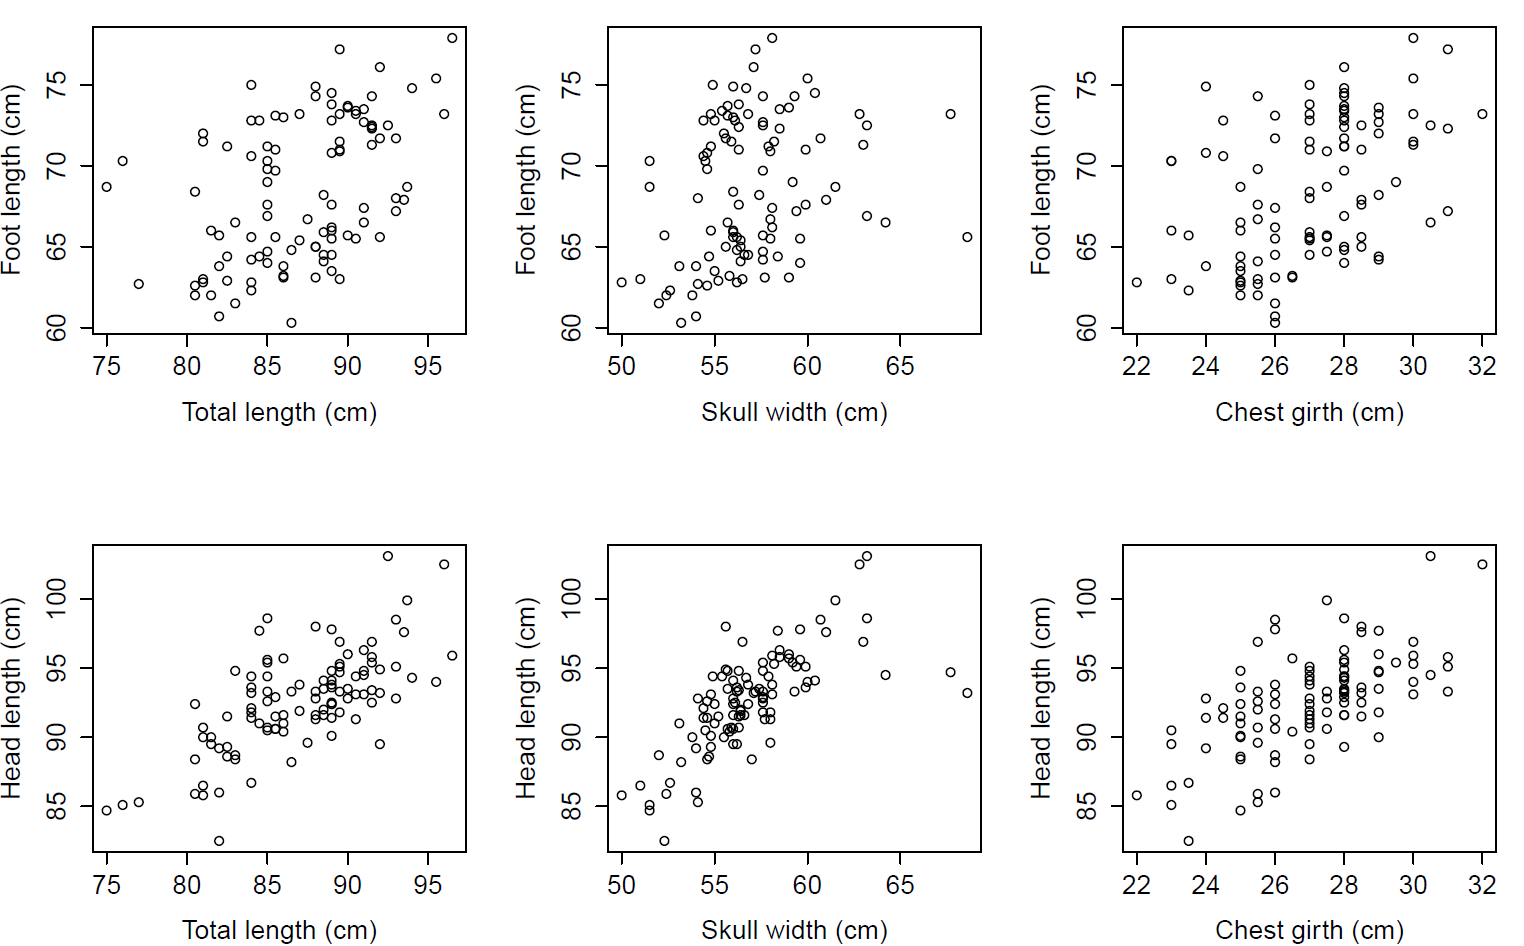 Foot length (cm)
60 65 70 75
75 80 85 90 95
Total length (cm)
Foot length (cm)
60 65 70 75
50 55 60 65
Skull width (cm)
Foot length (cm)
60 65 70 75
22 24 26 28 30 32
Chest girth (cm)
Head length (cm)
85 90 95 100
75 80 85 90 95
Total length (cm)
Head length (cm)
85 90 95 100
50 55 60 65
Skull width (cm)
Head length (cm)
85 90 95 100
22 24 26 28 30 32
Chest girth (cm)